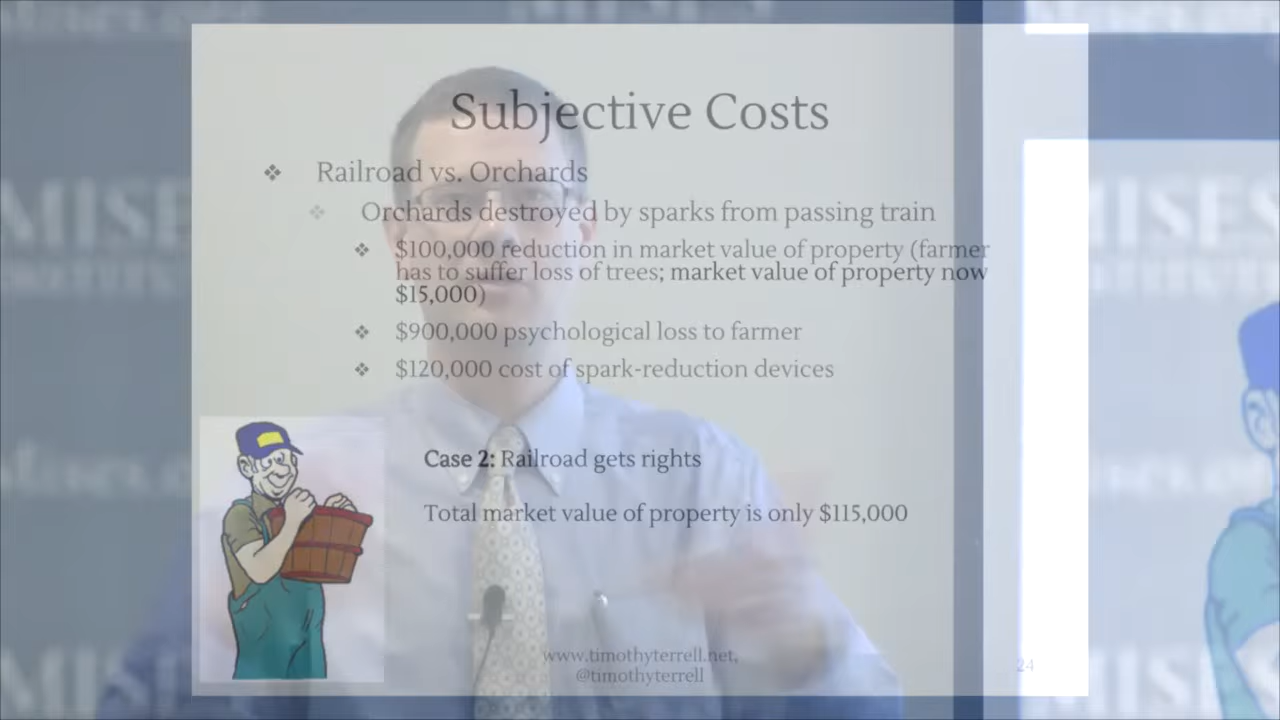 Subjective Costs
❖ Railroad vs. Orchards
❖ Orchards destroyed by sparks from passing train
❖ $100,000 reduction in market value of property (farmer
has to suffer loss of trees; market value of property now
$15,000)
❖ $900,000 psychological loss to farmer
❖ $120,000 cost of spark-reduction devices
Case 2: Railroad gets rights
Total market value of property is only $115,000
www.timothyterrell.net,
@timothyterrell
24
MISES
MISES